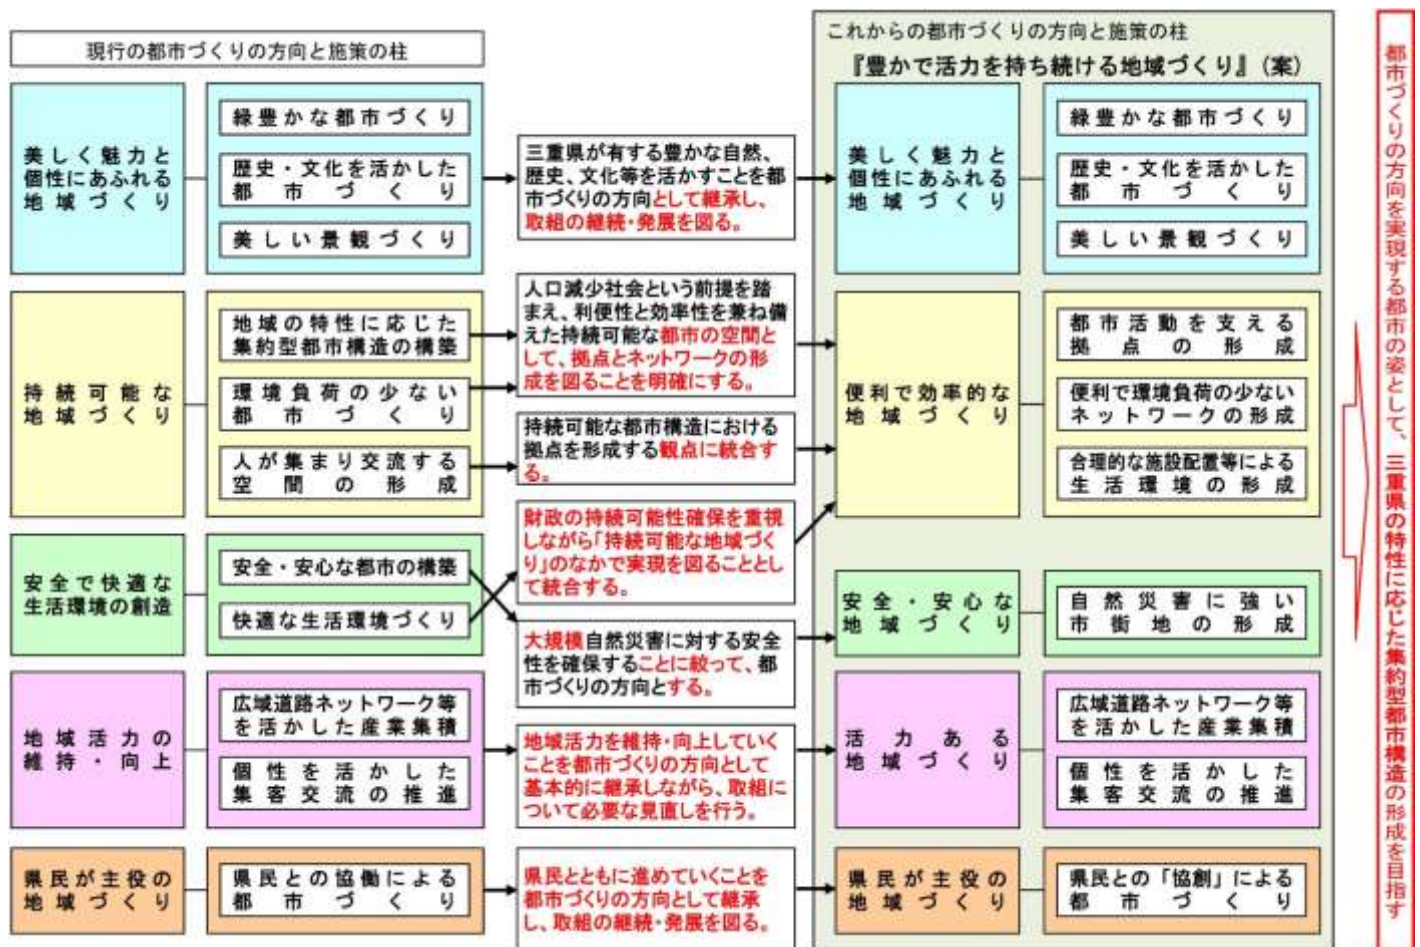 現行の都市づくりの方向と施策の柱
美しく魅力と
個性にあふれる
地域づくり
緑豊かな都市づくり
歴史・文化を活かした
都市づくり
美しい景観づくり
持続可能な
地域づくり
地域の特性に応じた
集約型都市構造の構築
環境負荷の少ない
都市づくり
人が集まり交流する
空間の形成
安全で快適な
生活環境の創造
安全・安心な都市の構築
快適な生活環境づくり
地域活力の
維持・向上
広域道路ネットワーク等
を活かした産業集積
個性を活かした
集客交流の推進
県民が主役の
地域づくり
県民との協働による
都市づくり
三重県が有する豊かな自然、
歴史、文化等を活かすことを都
市づくりの方向として継承し、
取組の継続・発展を図る。
人口減少社会という前提を踏
まえ、利便性と効率性を兼ね備
えた持続可能な都市の空間と
して、拠点とネットワークの形
成を図ることを明確にする。
持続可能な都市構造における
拠点を形成する観点に統合す
る。
財政の持続可能性確保を重視
しながら「持続可能な地域づく
り」のなかで実現を図ることとし
て統合する。
大規模自然災害に対する安全
性を確保することに絞って、都
市づくりの方向とする。
地域活力を維持・向上していく
ことを都市づくりの方向として
基本的に継承しながら、取組に
ついて必要な見直しを行う。
県民とともに進めていくことを
都市づくりの方向として継承
し、取組の継続・発展を図る。
これからの都市づくりの方向と施策の柱
『豊かで活力を持ち続ける地域づくり』(案)
美しく魅力と
個性にあふれる
地域づくり
緑豊かな都市づくり
歴史・文化を活かした
都市づくり
美しい景観づくり
便利で効率的な
地域づくり
都市活動を支える
拠点の形成
便利で環境負荷の少ない
ネットワークの形成
合理的な施設配置等による
生活環境の形成
安全・安心な
地域づくり
自然災害に強い
市街地の形成
活力ある
地域づくり
広域道路ネットワーク等
を活かした産業集積
個性を活かした
集客交流の推進
県民が主役の
地域づくり
県民との「協創」による
都市づくり
都市づくりの方向を実現する都市の姿として、三重県の特性に応じた集約型都市構造の形成を目指す